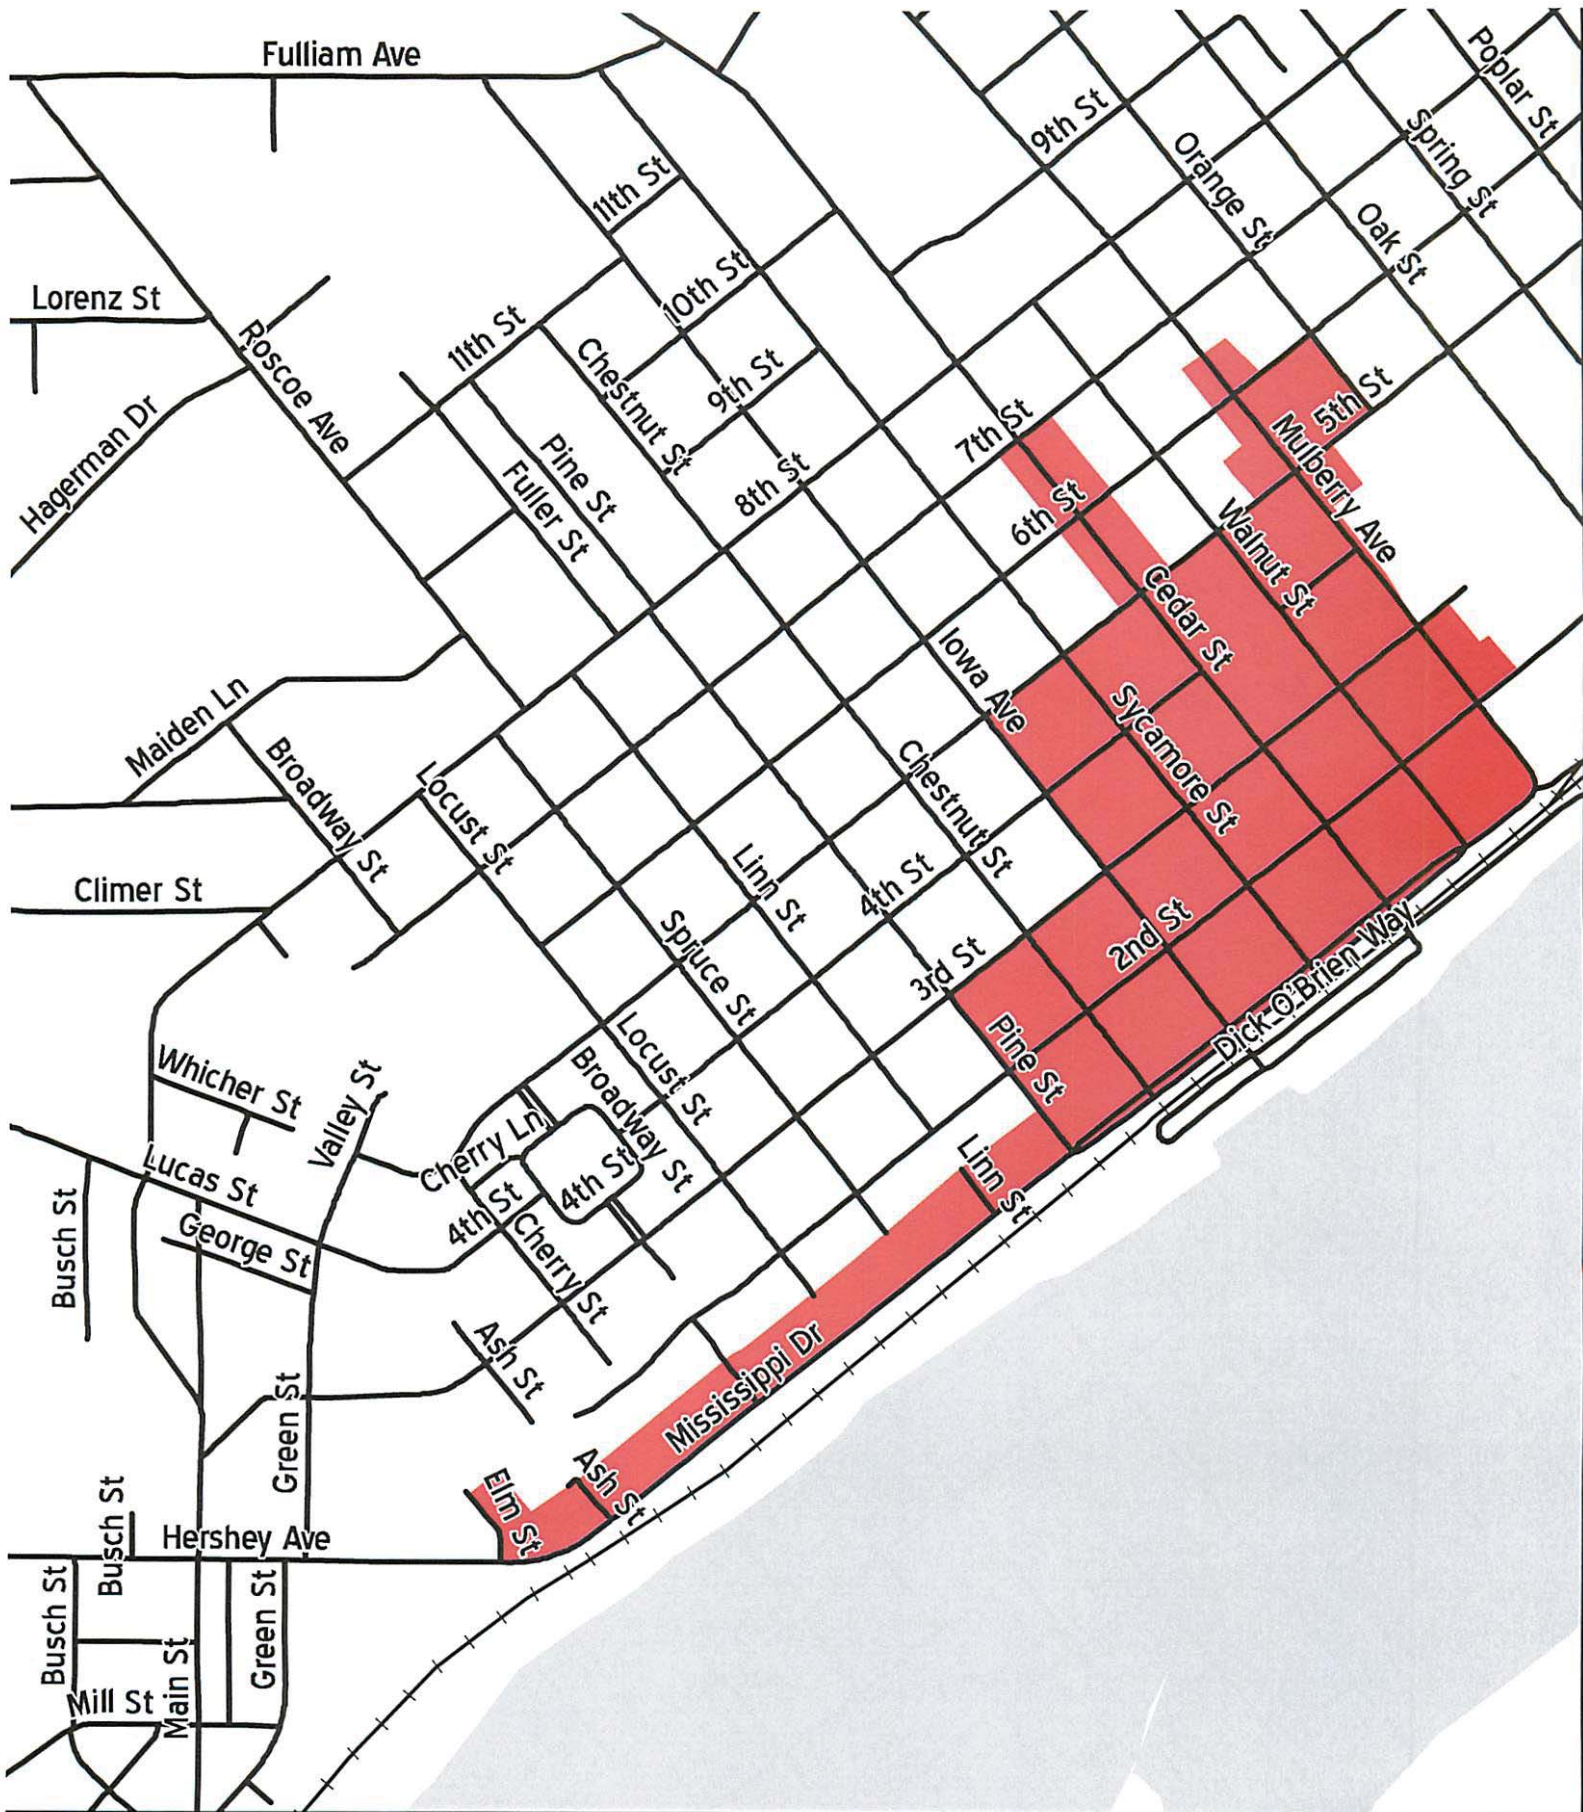 Fulliam Ave
Poplar St
9th St
Spring St
Orange St
11th St
Oak St
10th St
Lorenz St
11th St
Roscoe Ave
Chestnut St
9th St
5th St
Hagerman Dr
7th St
Mulberry Ave
Pine St
8th St
Fuller St
6th St
Walnut St
Cedar St
Iowa Ave
Maiden Ln
Sycamore St
Broadway St
Chestnut St
Locust St
Linn St
4th St
Climer St
2nd St
Spruce St
3rd St
Dick O'Brien Way
Locust St
Pine St
Whicher St
Broadway St
Valley St
Cherry Ln
Linn St
Lucas St
4th St
4th St
Busch St
George St
Cherry St
Ash St
Mississippi Dr
Green St
Ash St
Elm St
Busch St
Hershey Ave
Busch St
Green St
Main St
Mill St